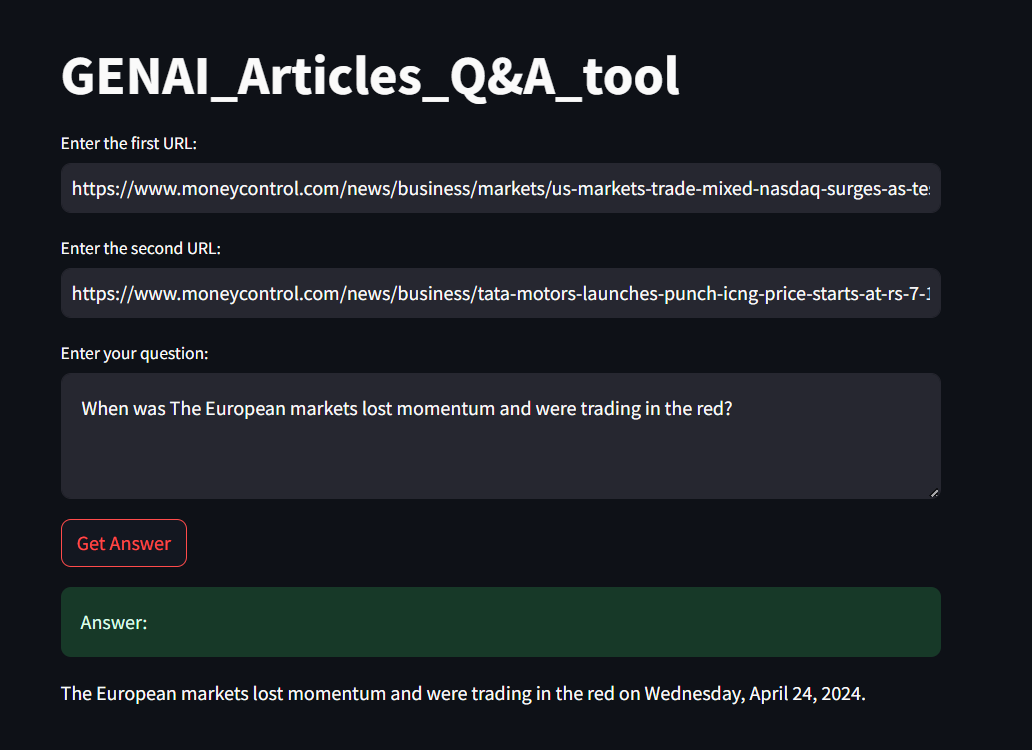 GENAI_Articles_Q&A_tool
Enter the first URL:
https://www.moneycontrol.com/news/business/markets/us-markets-trade-mixed-nasdaq-surges-as-te
Enter the second URL:
https://www.moneycontrol.com/news/business/tata-motors-launches-punch-icng-price-starts-at-rs-7-1
Enter your question:
When was The European markets lost momentum and were trading in the red?
Get Answer
Answer:
The European markets lost momentum and were trading in the red on Wednesday, April 24, 2024.